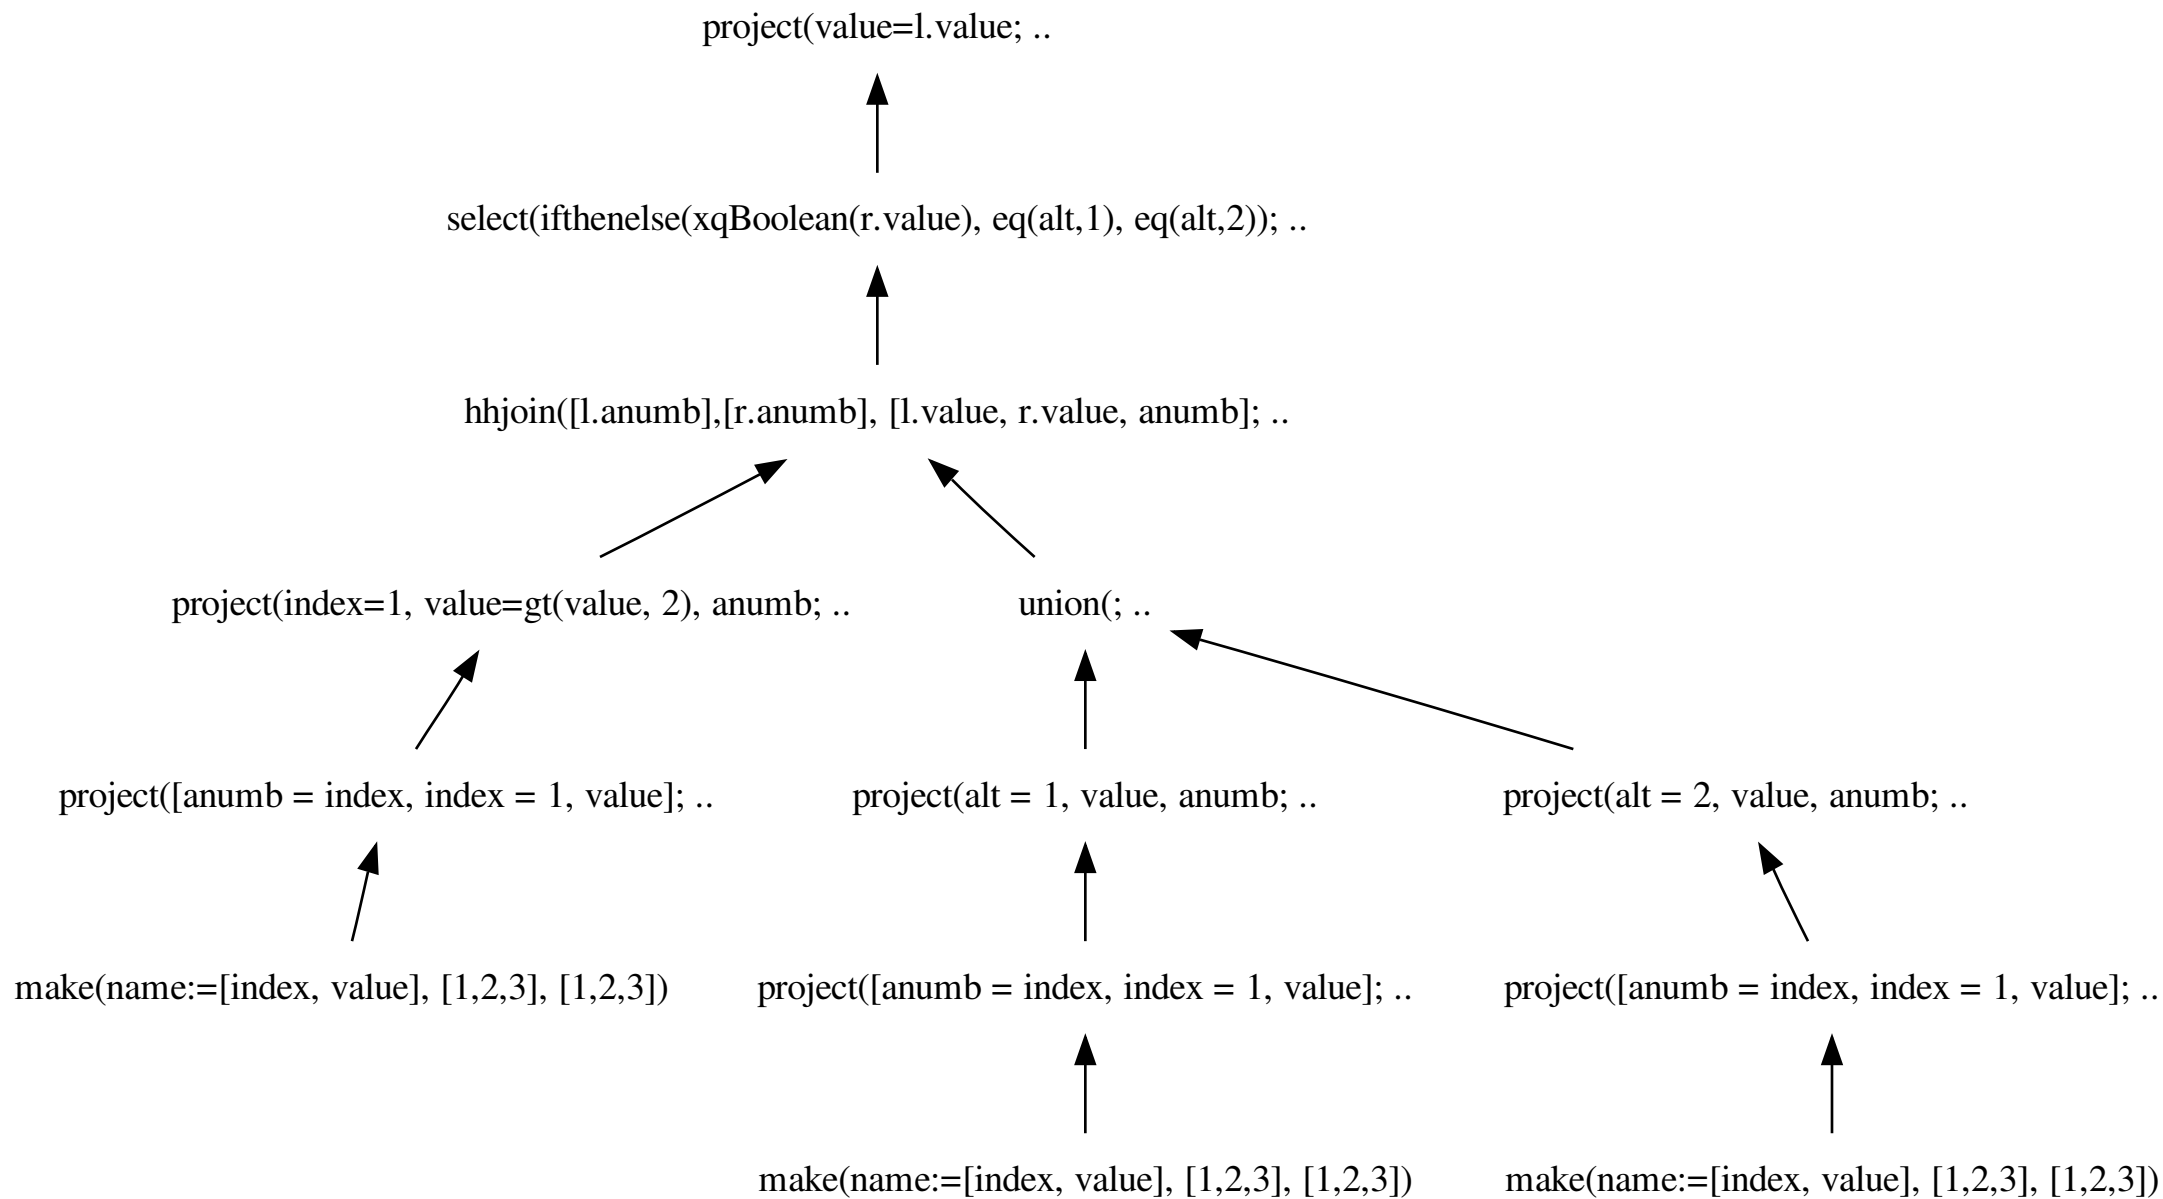 project(value=l.value; ..
select(ifthenelse(xqBoolean(r.value), eq(alt,1), eq(alt,2)); ..
hhjoin([l.anumb],[r.anumb], [l.value, r.value, anumb]; ..
project(index=1, value=gt(value, 2), anumb; ..
union(; ..
project([anumb = index, index = 1, value]; ..
project(alt = 1, value, anumb; ..
project(alt = 2, value, anumb; ..
make(name:=[index, value], [1,2,3], [1,2,3])
project([anumb = index, index = 1, value]; ..
project([anumb = index, index = 1, value]; ..
make(name:=[index, value], [1,2,3], [1,2,3])
make(name:=[index, value], [1,2,3], [1,2,3])